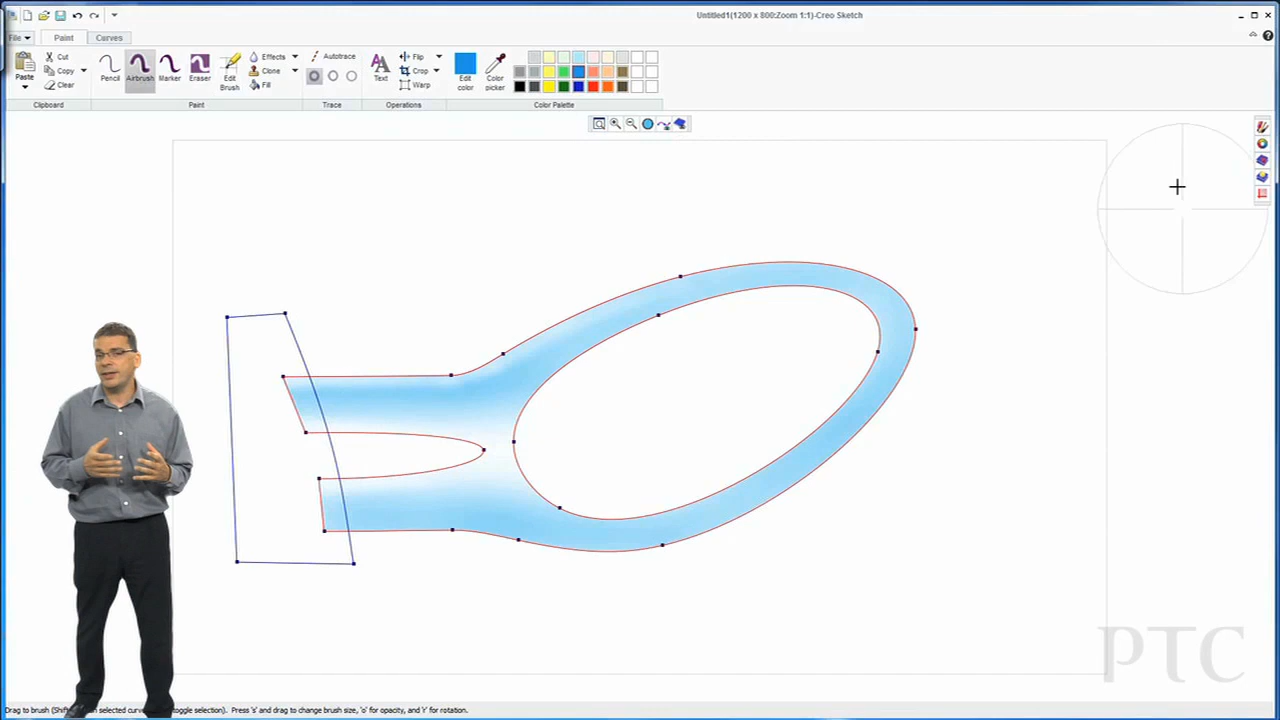 Untitled1(1200 x 800:Zoom 1:1)-Creo Sketch
File Paint Curves
Paste
Cut
Copy
Clear
Clipboard
Pencil Airbrush Marker Eraser Edit Brush
Effects
Clone
Fill
Paint
Autotrace
Trace
Text
Flip
Crop
Warp
Operations
Edit color
Color picker
Color Palette
PTC
Drag to brush (Shift n selected curv toggle selection). Press 's' and drag to change brush size, 'o' for opacity, and 'r' for rotation.